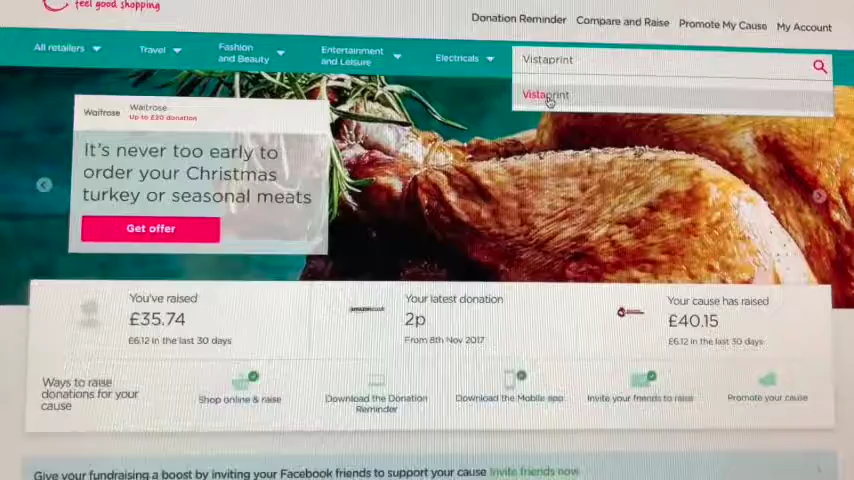 feel good shopping
Donation Reminder Compare and Raise Promote My Cause My Account
All retailers Travel Fashion and Beauty Entertainment and Leisure Electricals
Vistaprint
Vistaprint
Waitrose Waitrose
Up to £20 donation
It's never too early to
order your Christmas
turkey or seasonal meats
Get offer
You've raised
£35.74
£6.12 in the last 30 days
amazon.co.uk
Your latest donation
2p
From 8th Nov 2017
Your cause has raised
£40.15
£6.12 in the last 30 days
Ways to raise
donations for your
cause
Shop online & raise
Download the Donation
Reminder
Download the Mobile app
Invite your friends to raise
Promote your cause
Give your fundraising a boost by inviting your Facebook friends to support your cause Invite friends now